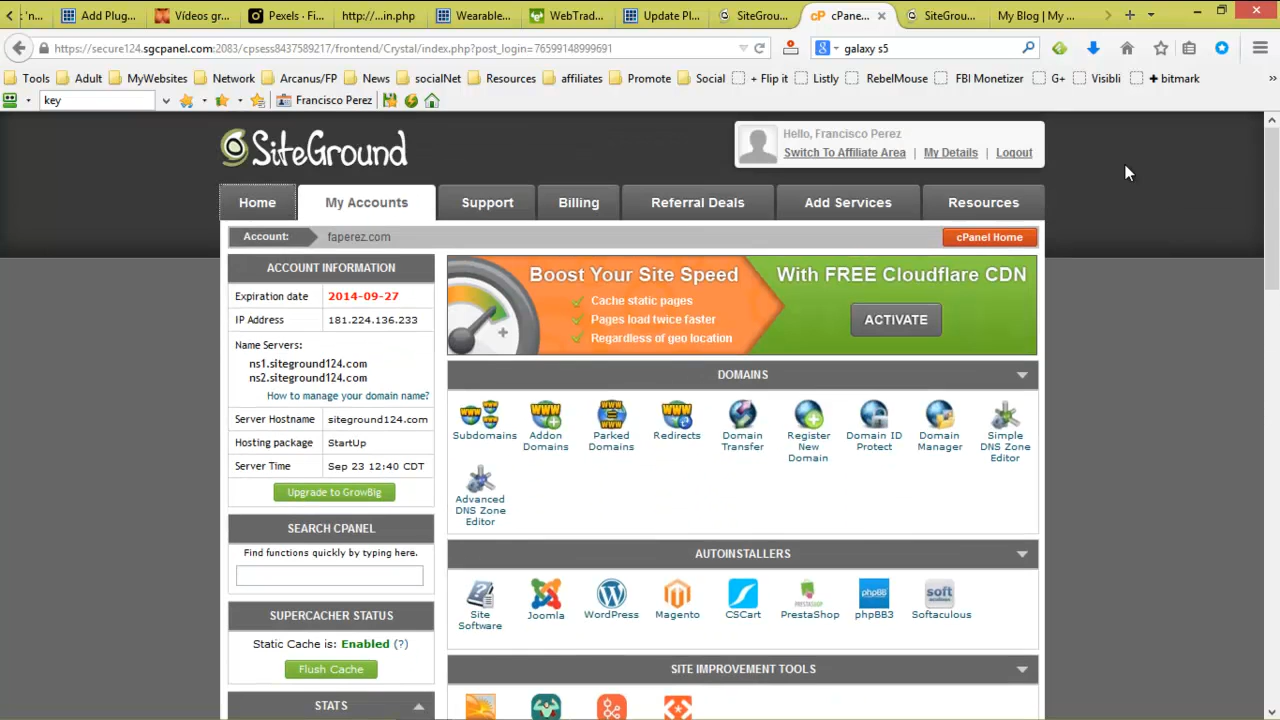 : 'n...
Add Plug...
Vídeos gr...
Pexels - Fi...
http://...in.php
Wearable...
WebTrad...
Update Pl...
SiteGrou...
cPane...
SiteGrou...
My Blog | My ...
https://secure124.sgcpanel.com:2083/cpsess8437589217/frontend/Crystal/index.php?post_login=76599148999661
galaxy s5
Tools
Adult
MyWebsites
Network
Arcanus/FP
News
socialNet
Resources
affiliates
Promote
Social
+ Flip it
Listly
RebelMouse
FBI Monetizer
G+
Visibli
+ bitmark
key
Francisco Perez
SiteGround
Hello, Francisco Perez
Switch To Affiliate Area | My Details | Logout
Home
My Accounts
Support
Billing
Referral Deals
Add Services
Resources
Account:
faperez.com
cPanel Home
ACCOUNT INFORMATION
Expiration date
2014-09-27
IP Address
181.224.136.233
Name Servers:
ns1.siteground124.com
ns2.siteground124.com
How to manage your domain name?
Server Hostname
siteground124.com
Hosting package
StartUp
Server Time
Sep 23 12:40 CDT
Upgrade to GrowBig
SEARCH CPANEL
Find functions quickly by typing here.
SUPERCACHER STATUS
Static Cache is: Enabled (?)
Flush Cache
STATS
Boost Your Site Speed
Cache static pages
Pages load twice faster
Regardless of geo location
With FREE Cloudflare CDN
ACTIVATE
DOMAINS
Subdomains
Addon
Domains
Parked
Domains
Redirects
Domain
Transfer
Register
New
Domain
Domain ID
Protect
Domain
Manager
Simple
DNS Zone
Editor
Advanced
DNS Zone
Editor
AUTOINSTALLERS
Site
Software
Joomla
WordPress
Magento
CSCart
PrestaShop
phpBB3
Softaculous
SITE IMPROVEMENT TOOLS